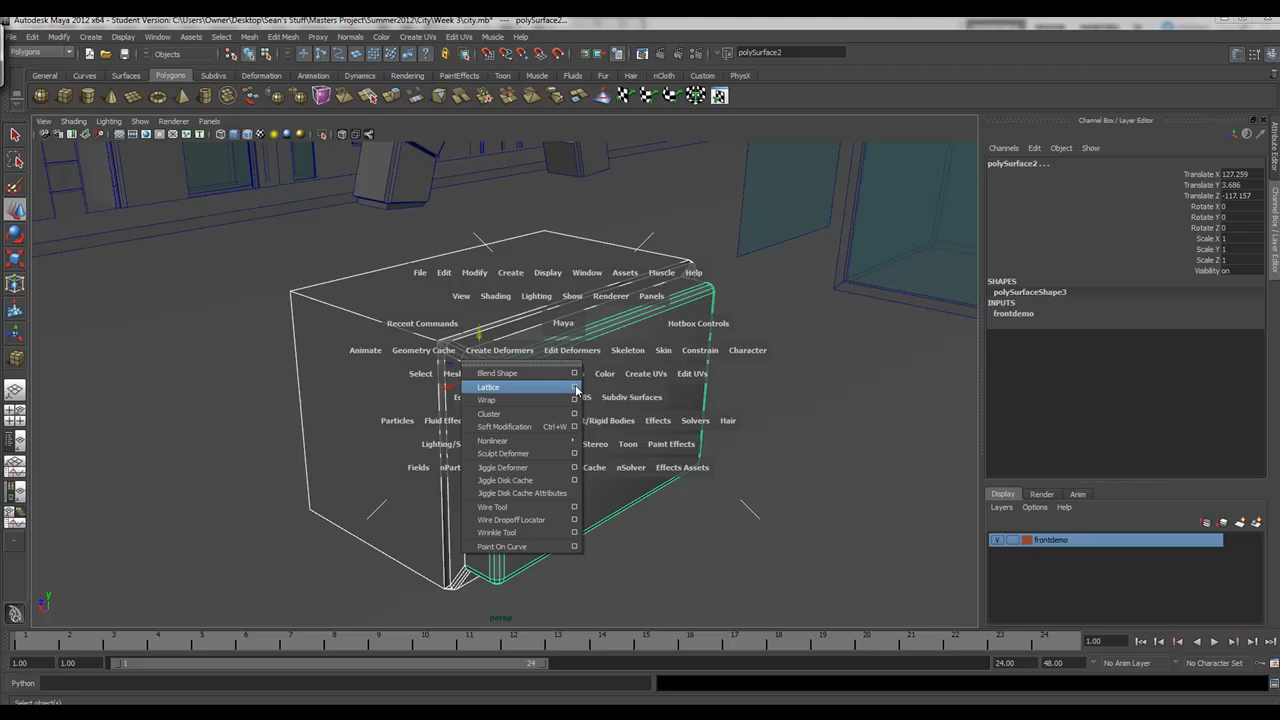 Autodesk Maya 2012 x64 - Student Version: C:\Users\Owner\Desktop\Sean's Stuff\Masters Project\Summer2012\City\Week 3\city.mb* --- polySurface2...
File Edit Modify Create Display Window Assets Select Mesh Edit Mesh Proxy Normals Color Create UVs Edit UVs Muscle Help
Polygons Objects polySurface2
General Curves Surfaces Polygons Subdivs Deformation Animation Dynamics Rendering PaintEffects Toon Muscle Fluids Fur Hair nCloth Custom PhysX
View Shading Lighting Show Renderer Panels
Channel Box / Layer Editor
Channels Edit Object Show
polySurface2 ...
Translate X 127.259
Translate Y 3.686
Translate Z -117.157
Rotate X 0
Rotate Y 0
Rotate Z 0
Scale X 1
Scale Y 1
Scale Z 1
Visibility on
SHAPES
polySurfaceShape3
INPUTS
frontdemo
Attribute Editor
Channel Box / Layer Editor
File Edit Modify Create Display Window Assets Muscle Help
View Shading Lighting Show Renderer Panels
Recent Commands Maya Hotbox Controls
Animate Geometry Cache Create Deformers Edit Deformers Skeleton Skin Constrain Character
Select Color Create UVs Edit UVs
Subdiv Surfaces
Particles Effects Solvers Hair
Stereo Toon Paint Effects
Fields Cache nSolver Effects Assets
Blend Shape
Lattice
Wrap
Cluster
Soft Modification Ctrl+W
Nonlinear
Sculpt Deformer
Jiggle Deformer
Jiggle Disk Cache
Jiggle Disk Cache Attributes
Wire Tool
Wire Dropoff Locator
Wrinkle Tool
Point On Curve
persp
Display Render Anim
Layers Options Help
V frontdemo
1 2 3 4 5 6 7 8 9 10 11 12 13 14 15 16 17 18 19 20 21 22 23 24 1.00
1.00 1.00 1 24 24.00 48.00 No Anim Layer No Character Set
Python
Select object(s)